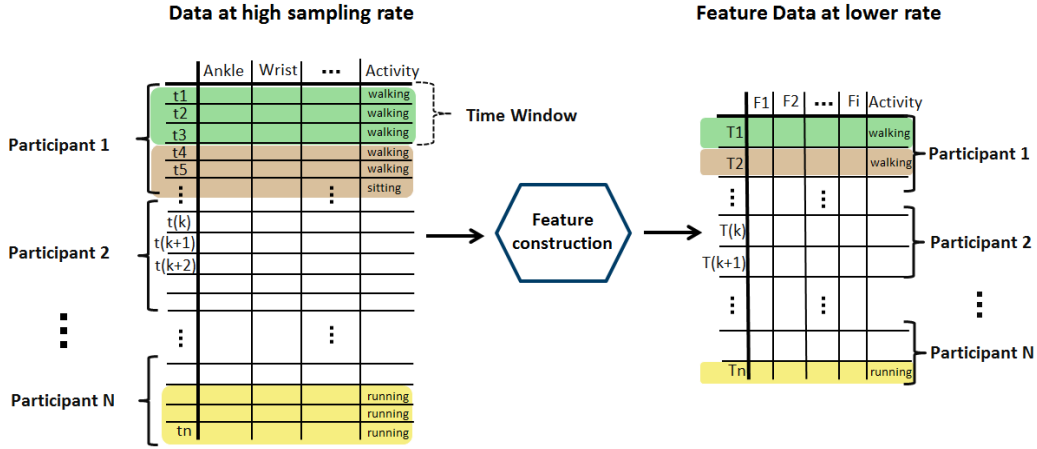 Data at high sampling rate
Ankle Wrist ... Activity
t1 walking
t2 walking
t3 walking
t4 walking
t5 walking
sitting
t(k)
t(k+1)
t(k+2)
running
running
tn running
Participant 1
Participant 2
Participant N
Time Window
Feature
construction
Feature Data at lower rate
F1 F2 ... Fi Activity
T1 walking
T2 walking
T(k)
T(k+1)
Tn running
Participant 1
Participant 2
Participant N